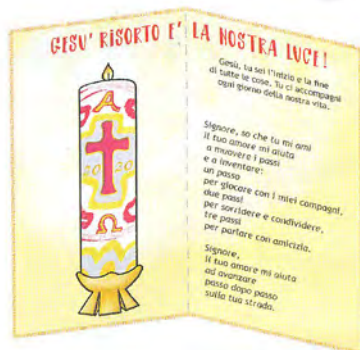 GESU' RISORTO E' LA NOSTRA LUCE!
Gesù, tu sei l'inizio e la fine
di tutte le cose. Tu ci accompagni
ogni giorno della nostra vita.
Signore, so che tu mi ami
il tuo amore mi aiuta
a muovere i passi
e a inventare:
un passo
per giocare con i miei compagni,
due passi
per sorridere e condividere,
tre passi
per parlare con amicizia.
Signore,
il tuo amore mi aiuta
ad avanzare
passo dopo passo
sulla tua strada.
A
20 20
Ω